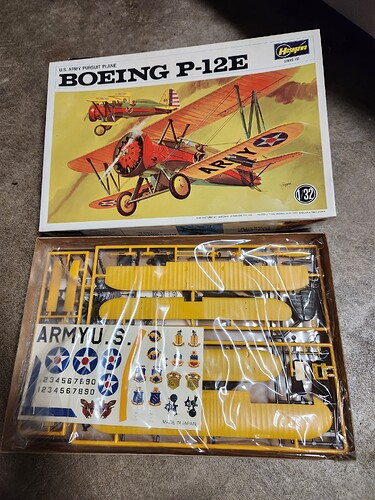 U.S. ARMY PURSUIT PLANE
BOEING P-12E
Hasegawa
ARMY
1/32
ARMY U.S.
1234567890
1234567890
MADE IN JAPAN